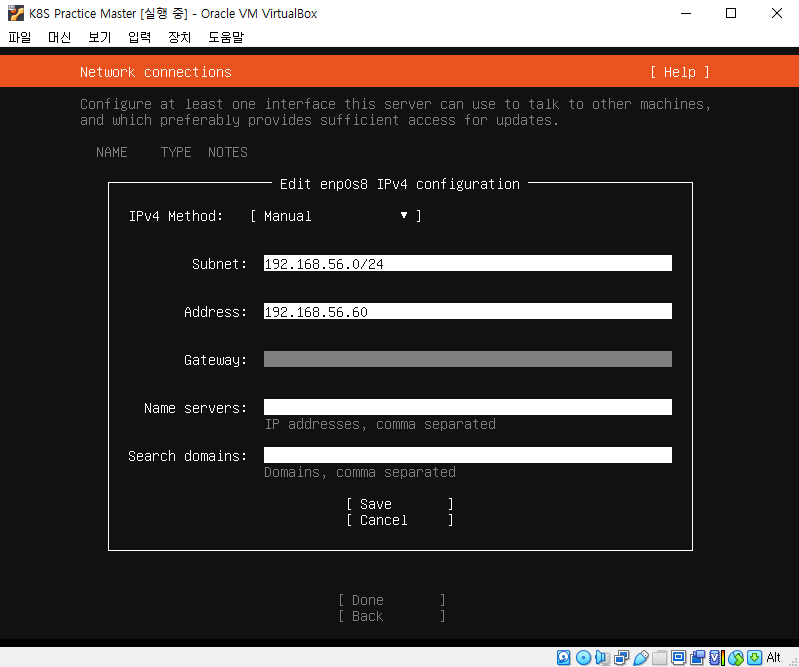 K8S Practice Master [실행 중] - Oracle VM VirtualBox
파일 머신 보기 입력 장치 도움말
Network connections [ Help ]
Configure at least one interface this server can use to talk to other machines,
and which preferably provides sufficient access for updates.
NAME TYPE NOTES
Edit enp0s8 IPv4 configuration
IPv4 Method: [ Manual ▾ ]
Subnet: 192.168.56.0/24
Address: 192.168.56.60
Gateway:
Name servers:
IP addresses, comma separated
Search domains:
Domains, comma separated
[ Save ]
[ Cancel ]
[ Done ]
[ Back ]
Alt